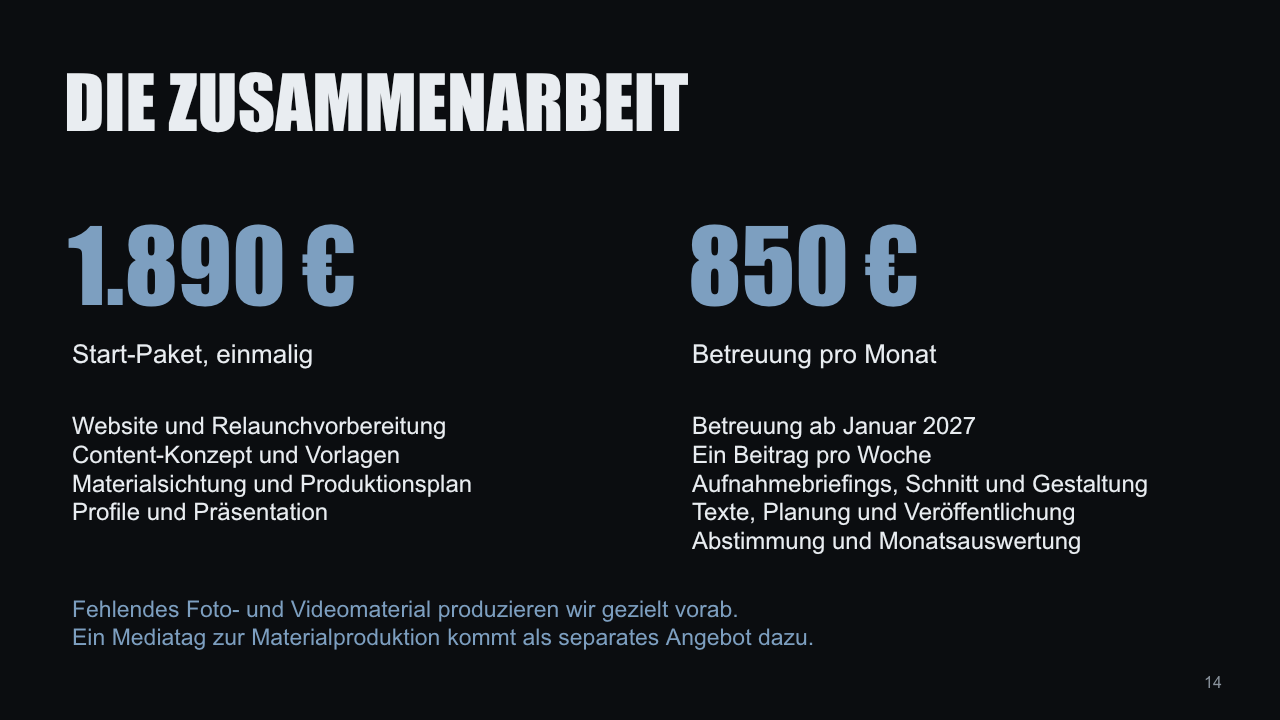 DIE ZUSAMMENARBEIT
1.890 €
Start-Paket, einmalig
Website und Relaunchvorbereitung
Content-Konzept und Vorlagen
Materialsichtung und Produktionsplan
Profile und Präsentation
850 €
Betreuung pro Monat
Betreuung ab Januar 2027
Ein Beitrag pro Woche
Aufnahmebriefings, Schnitt und Gestaltung
Texte, Planung und Veröffentlichung
Abstimmung und Monatsauswertung
Fehlendes Foto- und Videomaterial produzieren wir gezielt vorab.
Ein Mediatag zur Materialproduktion kommt als separates Angebot dazu.
14